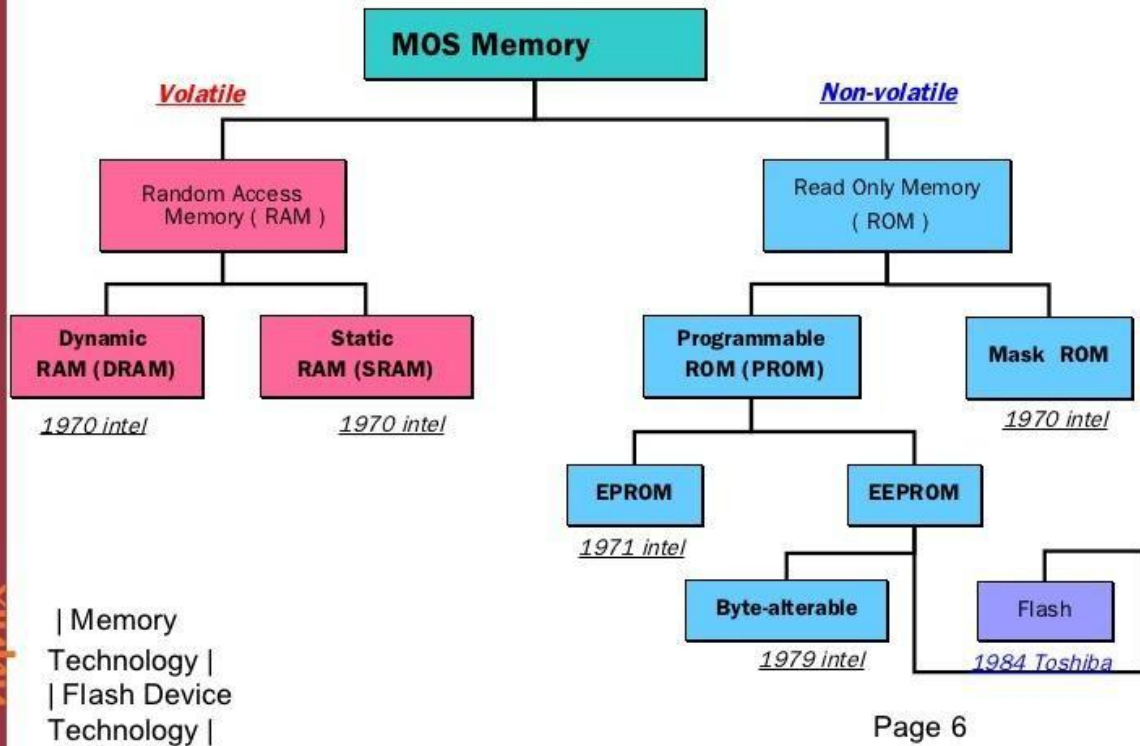 MOS Memory
Volatile
Non-volatile
Random Access
Memory ( RAM )
Read Only Memory
( ROM )
Dynamic
RAM (DRAM)
Static
RAM (SRAM)
Programmable
ROM (PROM)
Mask ROM
1970 intel
1970 intel
1970 intel
EPROM
EEPROM
1971 intel
Byte-alterable
Flash
1979 intel
1984 Toshiba
| Memory
Technology |
| Flash Device
Technology |
Page 6